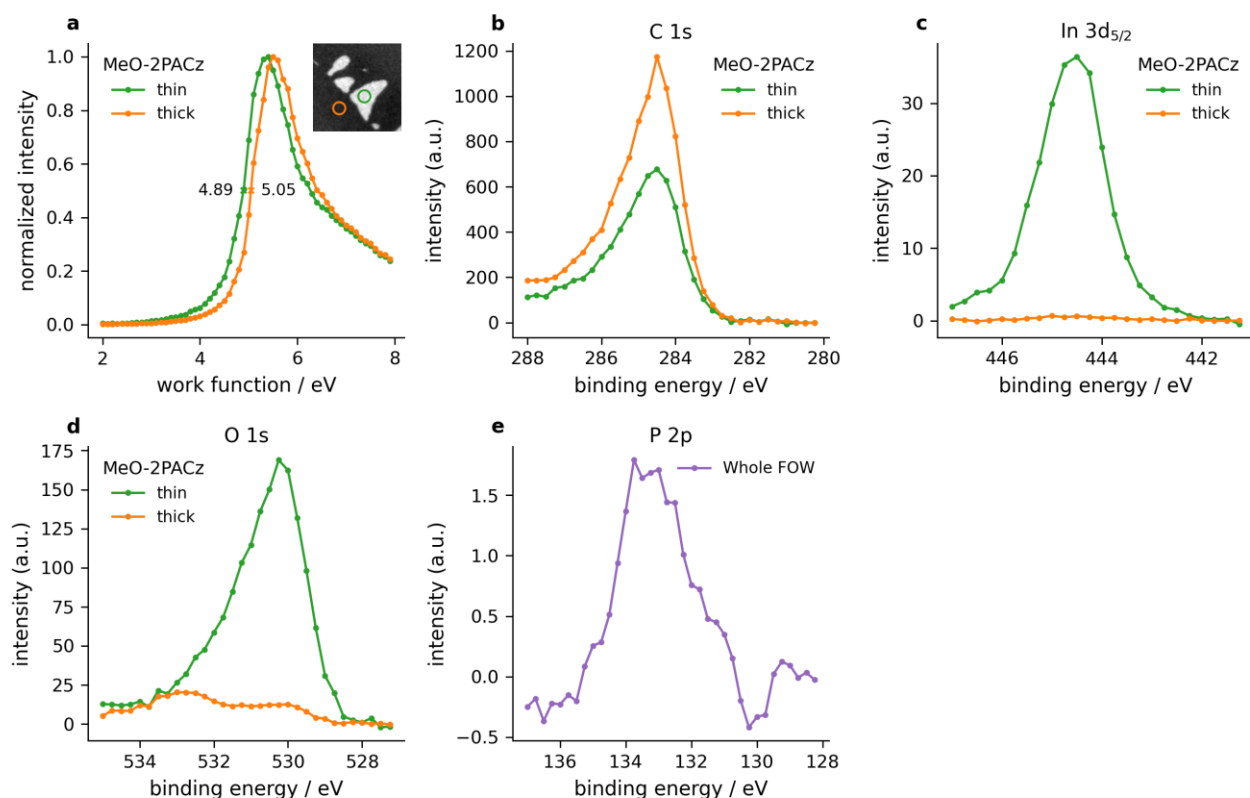 a
MeO-2PACz
thin
thick
4.89
5.05
1.0
0.8
0.6
0.4
0.2
0.0
normalized intensity
2
4
6
8
work function / eV
b
C 1s
MeO-2PACz
thin
thick
1200
1000
800
600
400
200
0
intensity (a.u.)
288
286
284
282
280
binding energy / eV
c
In 3d5/2
MeO-2PACz
thin
thick
30
20
10
0
intensity (a.u.)
446
444
442
binding energy / eV
d
O 1s
MeO-2PACz
thin
thick
175
150
125
100
75
50
25
0
intensity (a.u.)
534
532
530
528
binding energy / eV
e
P 2p
Whole FOW
1.5
1.0
0.5
0.0
−0.5
intensity (a.u.)
136
134
132
130
128
binding energy / eV